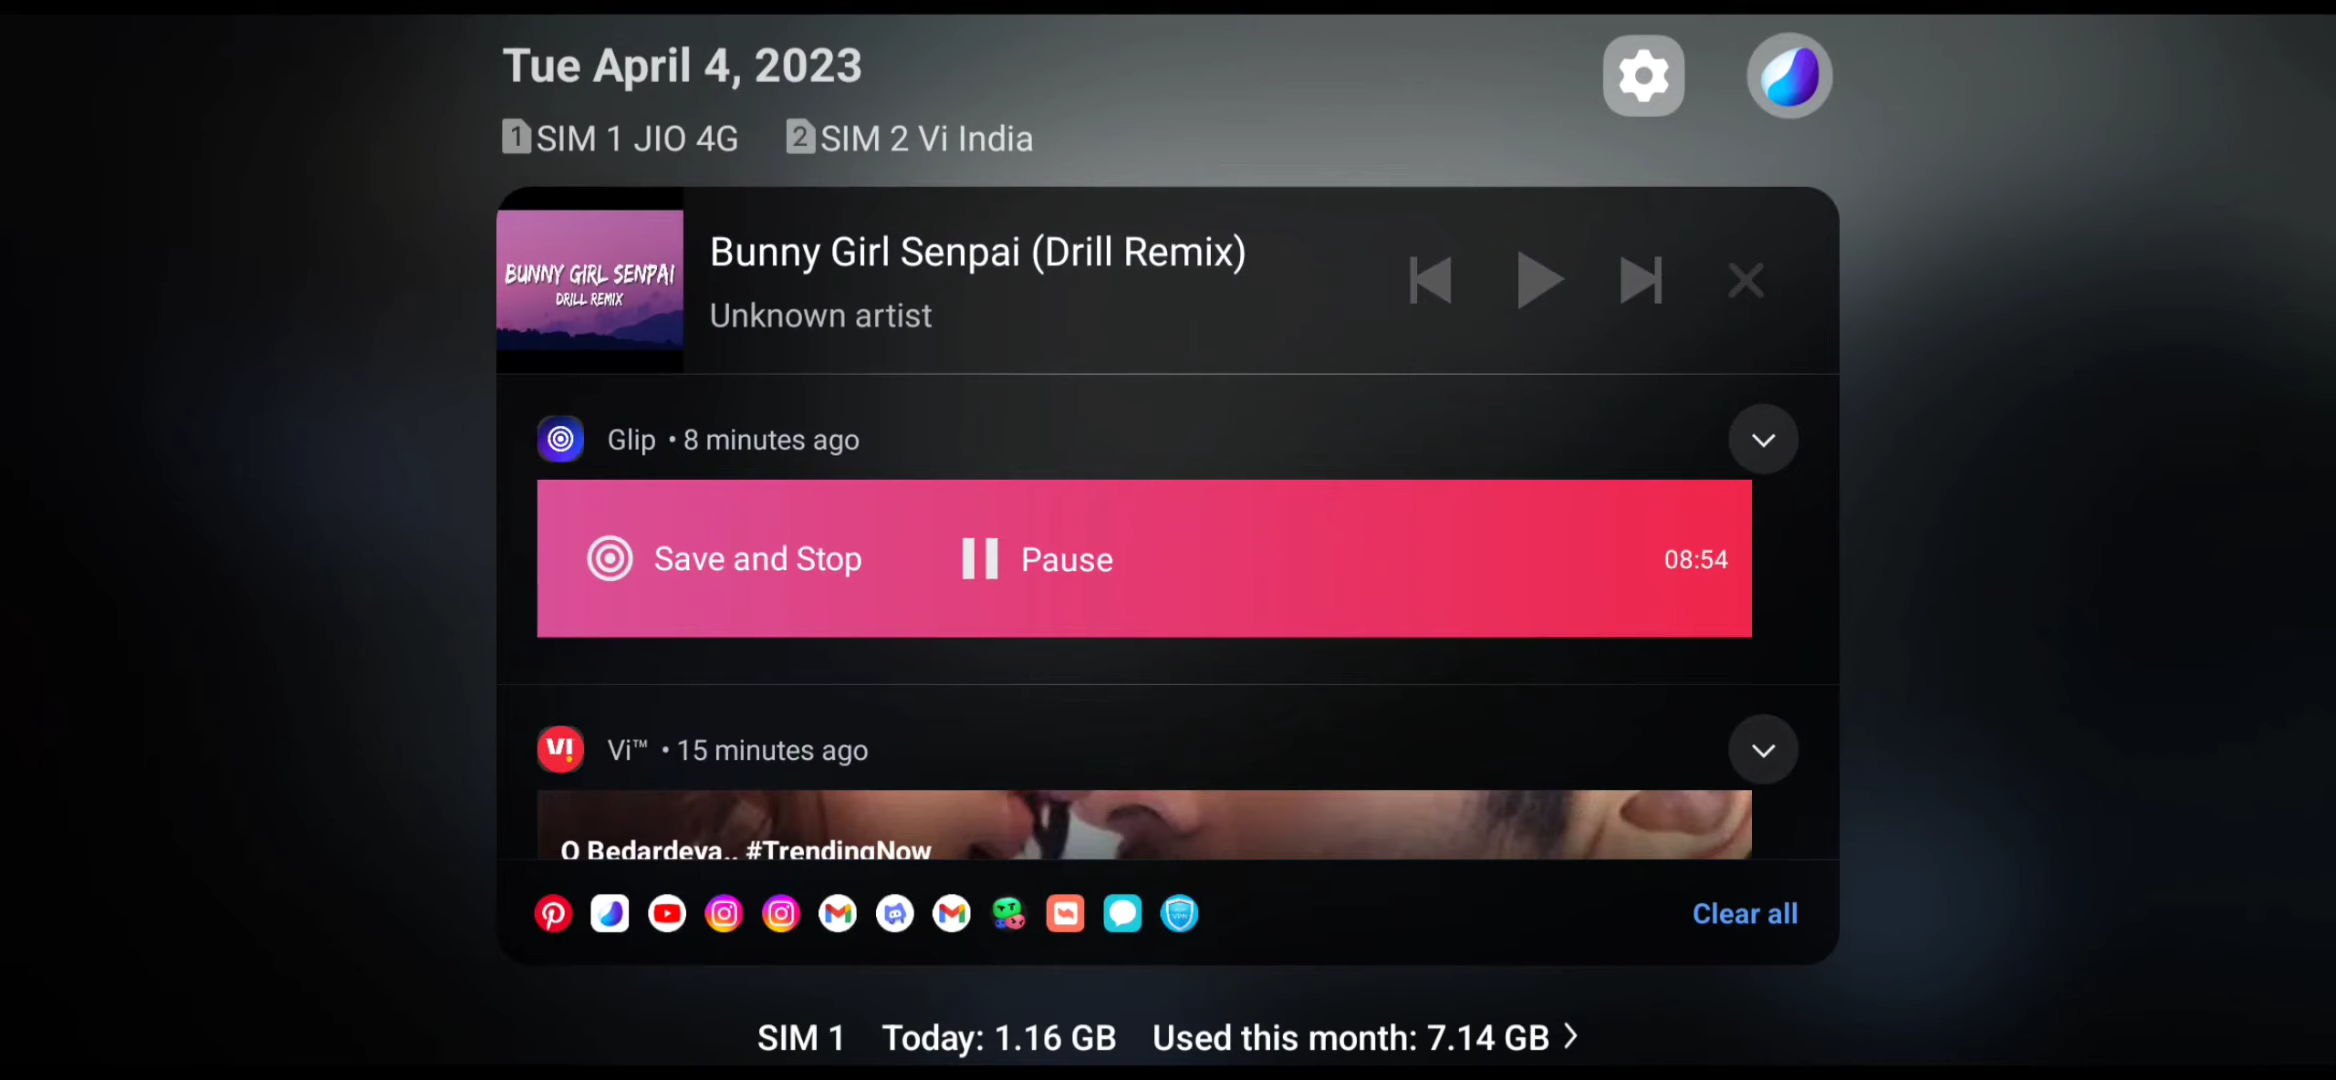 Tue April 4, 2023
1 SIM 1 JIO 4G 2 SIM 2 Vi India
BUNNY GIRL SENPAI
DRILL REMIX
Bunny Girl Senpai (Drill Remix)
Unknown artist
Glip • 8 minutes ago
Save and Stop Pause 08:54
VI
Vi™ • 15 minutes ago
O Bedardeya.. #TrendingNow
VPN
Clear all
SIM 1 Today: 1.16 GB Used this month: 7.14 GB >